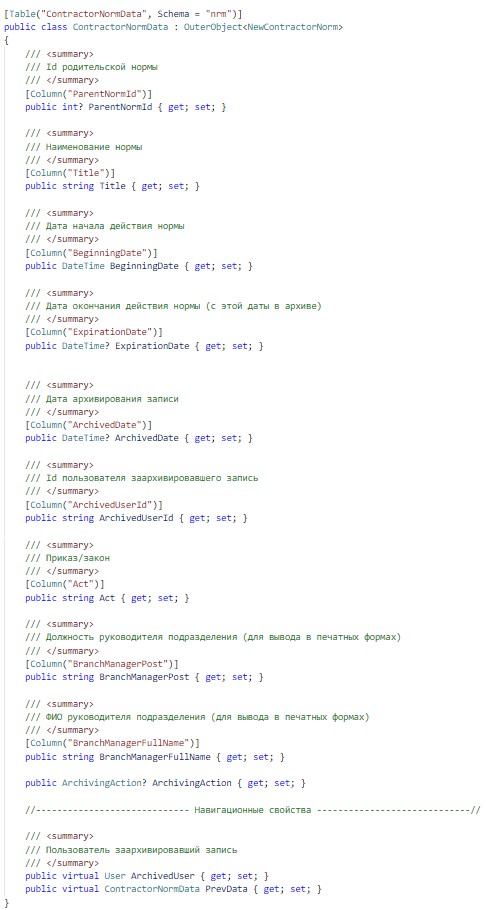 [Table("ContractorNormData", Schema = "nrm")]
public class ContractorNormData : OuterObject<NewContractorNorm>
{
/// <summary>
/// Id родительской нормы
/// </summary>
[Column("ParentNormId")]
public int? ParentNormId { get; set; }
/// <summary>
/// Наименование нормы
/// </summary>
[Column("Title")]
public string Title { get; set; }
/// <summary>
/// Дата начала действия нормы
/// </summary>
[Column("BeginningDate")]
public DateTime BeginningDate { get; set; }
/// <summary>
/// Дата окончания действия нормы (с этой даты в архиве)
/// </summary>
[Column("ExpirationDate")]
public DateTime? ExpirationDate { get; set; }
/// <summary>
/// Дата архивирования записи
/// </summary>
[Column("ArchivedDate")]
public DateTime? ArchivedDate { get; set; }
/// <summary>
/// Id пользователя заархивировавшего запись
/// </summary>
[Column("ArchivedUserId")]
public string ArchivedUserId { get; set; }
/// <summary>
/// Приказ/закон
/// </summary>
[Column("Act")]
public string Act { get; set; }
/// <summary>
/// Должность руководителя подразделения (для вывода в печатных формах)
/// </summary>
[Column("BranchManagerPost")]
public string BranchManagerPost { get; set; }
/// <summary>
/// ФИО руководителя подразделения (для вывода в печатных формах)
/// </summary>
[Column("BranchManagerFullName")]
public string BranchManagerFullName { get; set; }
public ArchivingAction? ArchivingAction { get; set; }
//----------------------------- Навигационные свойства -----------------------------//
/// <summary>
/// Пользователь заархивировавший запись
/// </summary>
public virtual User ArchivedUser { get; set; }
public virtual ContractorNormData PrevData { get; set; }
}